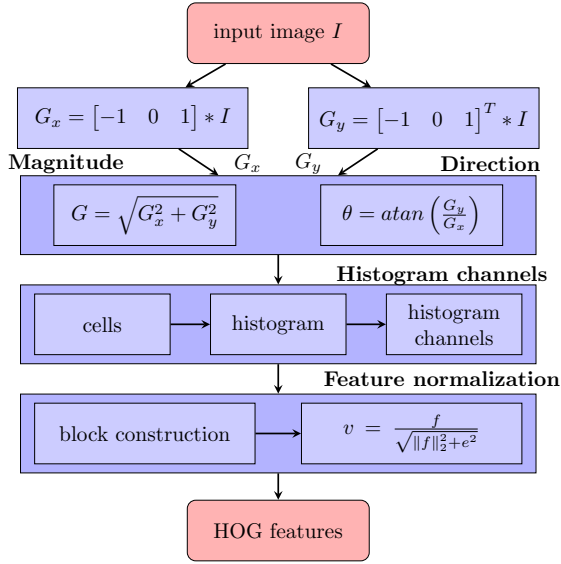 input image I
G_x = [−1 0 1] ∗ I
G_y = [−1 0 1]^T ∗ I
Magnitude
G_x
G_y
Direction
G = √(G_x^2 + G_y^2)
θ = atan (G_y/G_x)
Histogram channels
cells
histogram
histogram
channels
Feature normalization
block construction
v = f/√(‖f‖_2^2+e^2)
HOG features